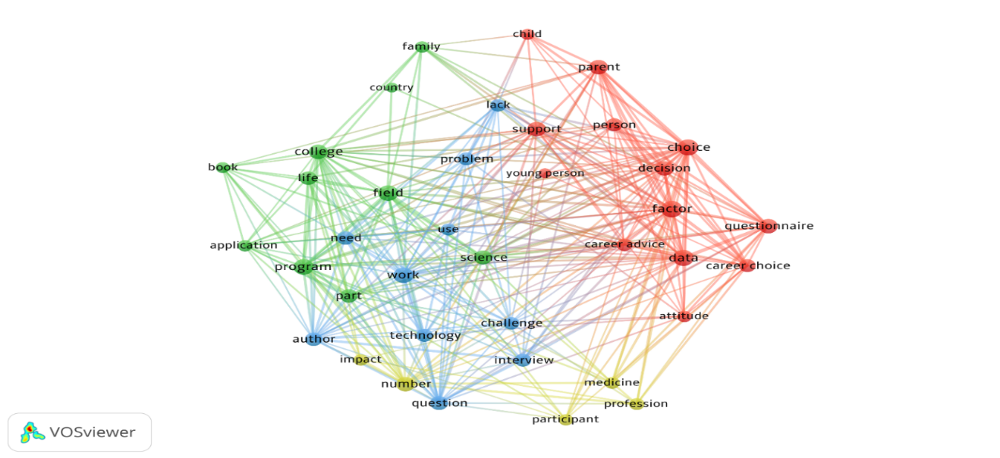 child
family
parent
country
lack
person
support
choice
college
problem
book
decision
young person
life
field
factor
questionnaire
use
need
career advice
application
science
data
career choice
program
work
part
attitude
challenge
technology
author
impact
interview
medicine
number
question
profession
participant
VOSviewer